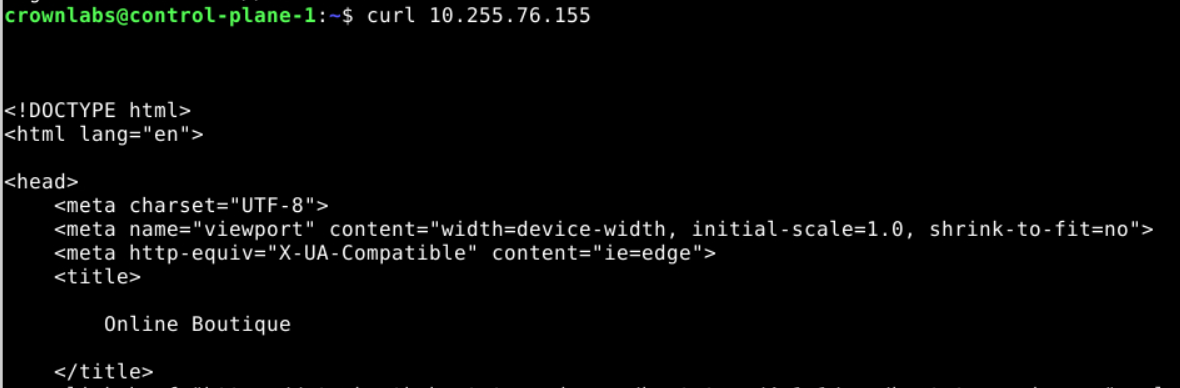 crownlabs@control-plane-1:~$ curl 10.255.76.155
<!DOCTYPE html>
<html lang="en">
<head>
    <meta charset="UTF-8">
    <meta name="viewport" content="width=device-width, initial-scale=1.0, shrink-to-fit=no">
    <meta http-equiv="X-UA-Compatible" content="ie=edge">
    <title>
        Online Boutique
    </title>